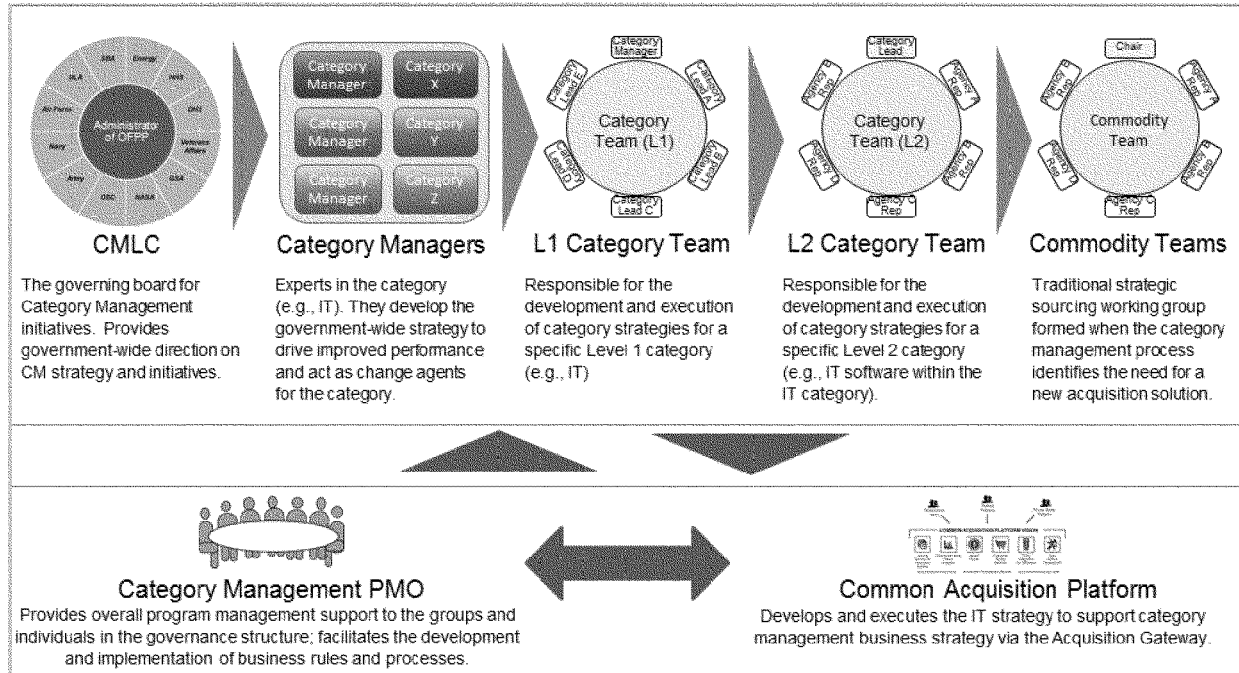 SBA
Energy
HHS
DHS
Veterans
Affairs
GSA
NASA
Army
Navy
Air Force
DLA
Administrator
of OFPP
CMLC
The governing board for
Category Management
initiatives. Provides
government-wide direction on
CM strategy and initiatives.
Category
Manager
Category
X
Category
Manager
Category
Y
Category
Manager
Category
Z
Category Managers
Experts in the category
(e.g., IT). They develop the
government-wide strategy to
drive improved performance
and act as change agents
for the category.
Category
Manager
Category
Lead A
Category
Lead B
Category
Lead C
Category
Lead D
Category
Lead E
Category
Team (L1)
L1 Category Team
Responsible for the
development and execution
of category strategies for a
specific Level 1 category
(e.g., IT)
Category
Lead
Agency A
Rep
Agency B
Rep
Agency C
Rep
Agency D
Rep
Agency E
Rep
Category
Team (L2)
L2 Category Team
Responsible for the
development and execution
of category strategies for a
specific Level 2 category
(e.g., IT software within the
IT category).
Chair
Agency A
Rep
Agency B
Rep
Agency C
Rep
Agency D
Rep
Agency E
Rep
Commodity
Team
Commodity Teams
Traditional strategic
sourcing working group
formed when the category
management process
identifies the need for a
new acquisition solution.
Category Management PMO
Provides overall program management support to the groups and
individuals in the governance structure; facilitates the development
and implementation of business rules and processes.
COMMON ACQUISITION PLATFORM
Common Acquisition Platform
Develops and executes the IT strategy to support category
management business strategy via the Acquisition Gateway.